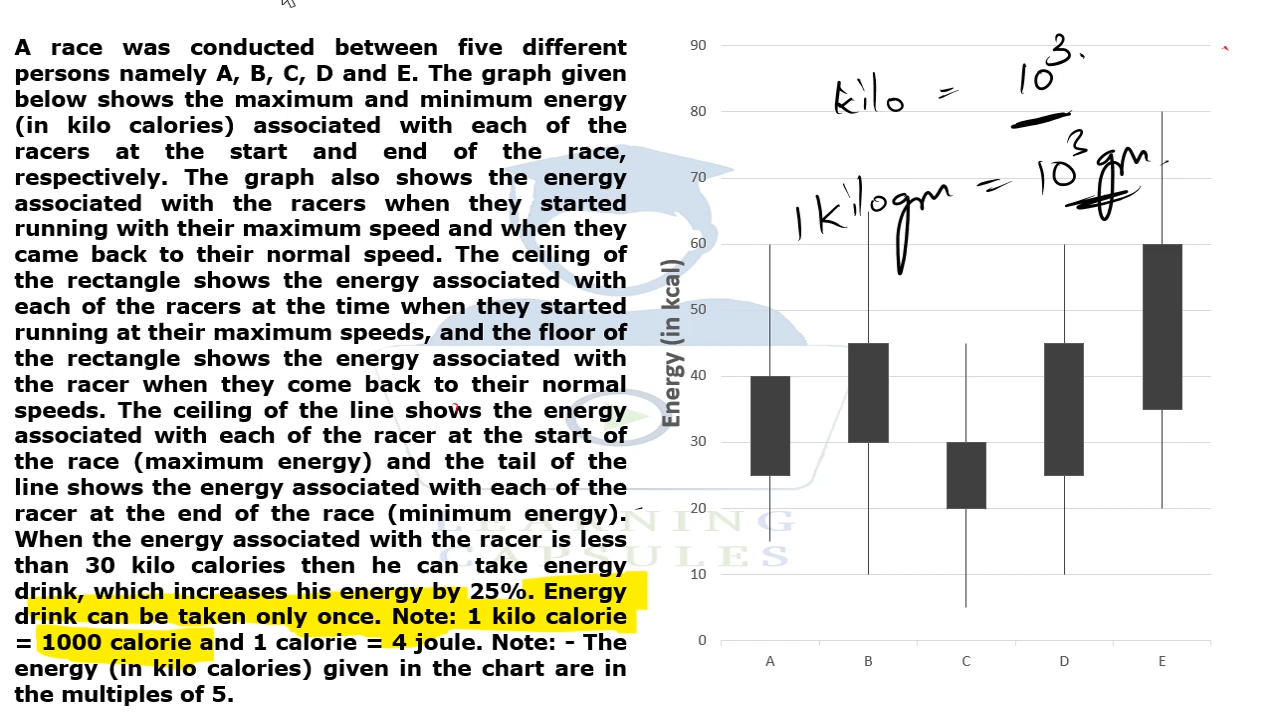 A race was conducted between five different
persons namely A, B, C, D and E. The graph given
below shows the maximum and minimum energy
(in kilo calories) associated with each of the
racers at the start and end of the race,
respectively. The graph also shows the energy
associated with the racers when they started
running with their maximum speed and when they
came back to their normal speed. The ceiling of
the rectangle shows the energy associated with
each of the racers at the time when they started
running at their maximum speeds, and the floor of
the rectangle shows the energy associated with
the racer when they come back to their normal
speeds. The ceiling of the line shows the energy
associated with each of the racer at the start of
the race (maximum energy) and the tail of the
line shows the energy associated with each of the
racer at the end of the race (minimum energy).
When the energy associated with the racer is less
than 30 kilo calories then he can take energy
drink, which increases his energy by 25%. Energy
drink can be taken only once. Note: 1 kilo calorie
= 1000 calorie and 1 calorie = 4 joule. Note: - The
energy (in kilo calories) given in the chart are in
the multiples of 5.
LEARNING
CAPSULES
Energy (in kcal)
90
80
70
60
50
40
30
20
10
0
A B C D E
kilo = 10³
1 kilogm = 10³ gm